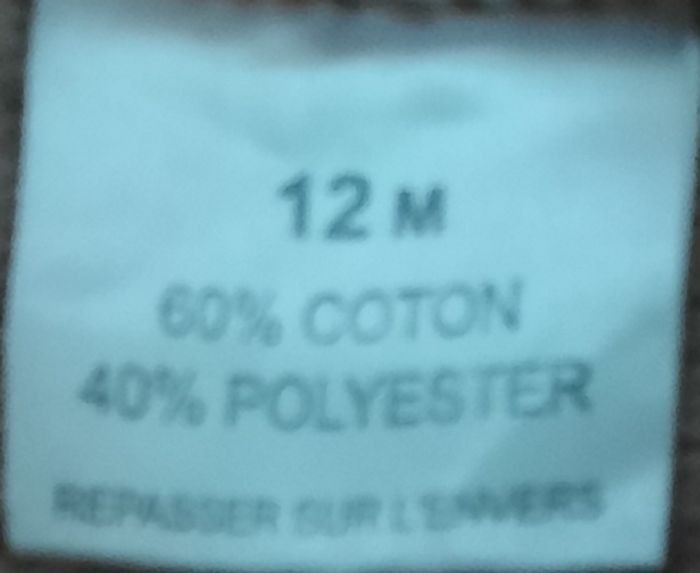 12 M
60% COTON
40% POLYESTER
REPASSER SUR L'ENVERS